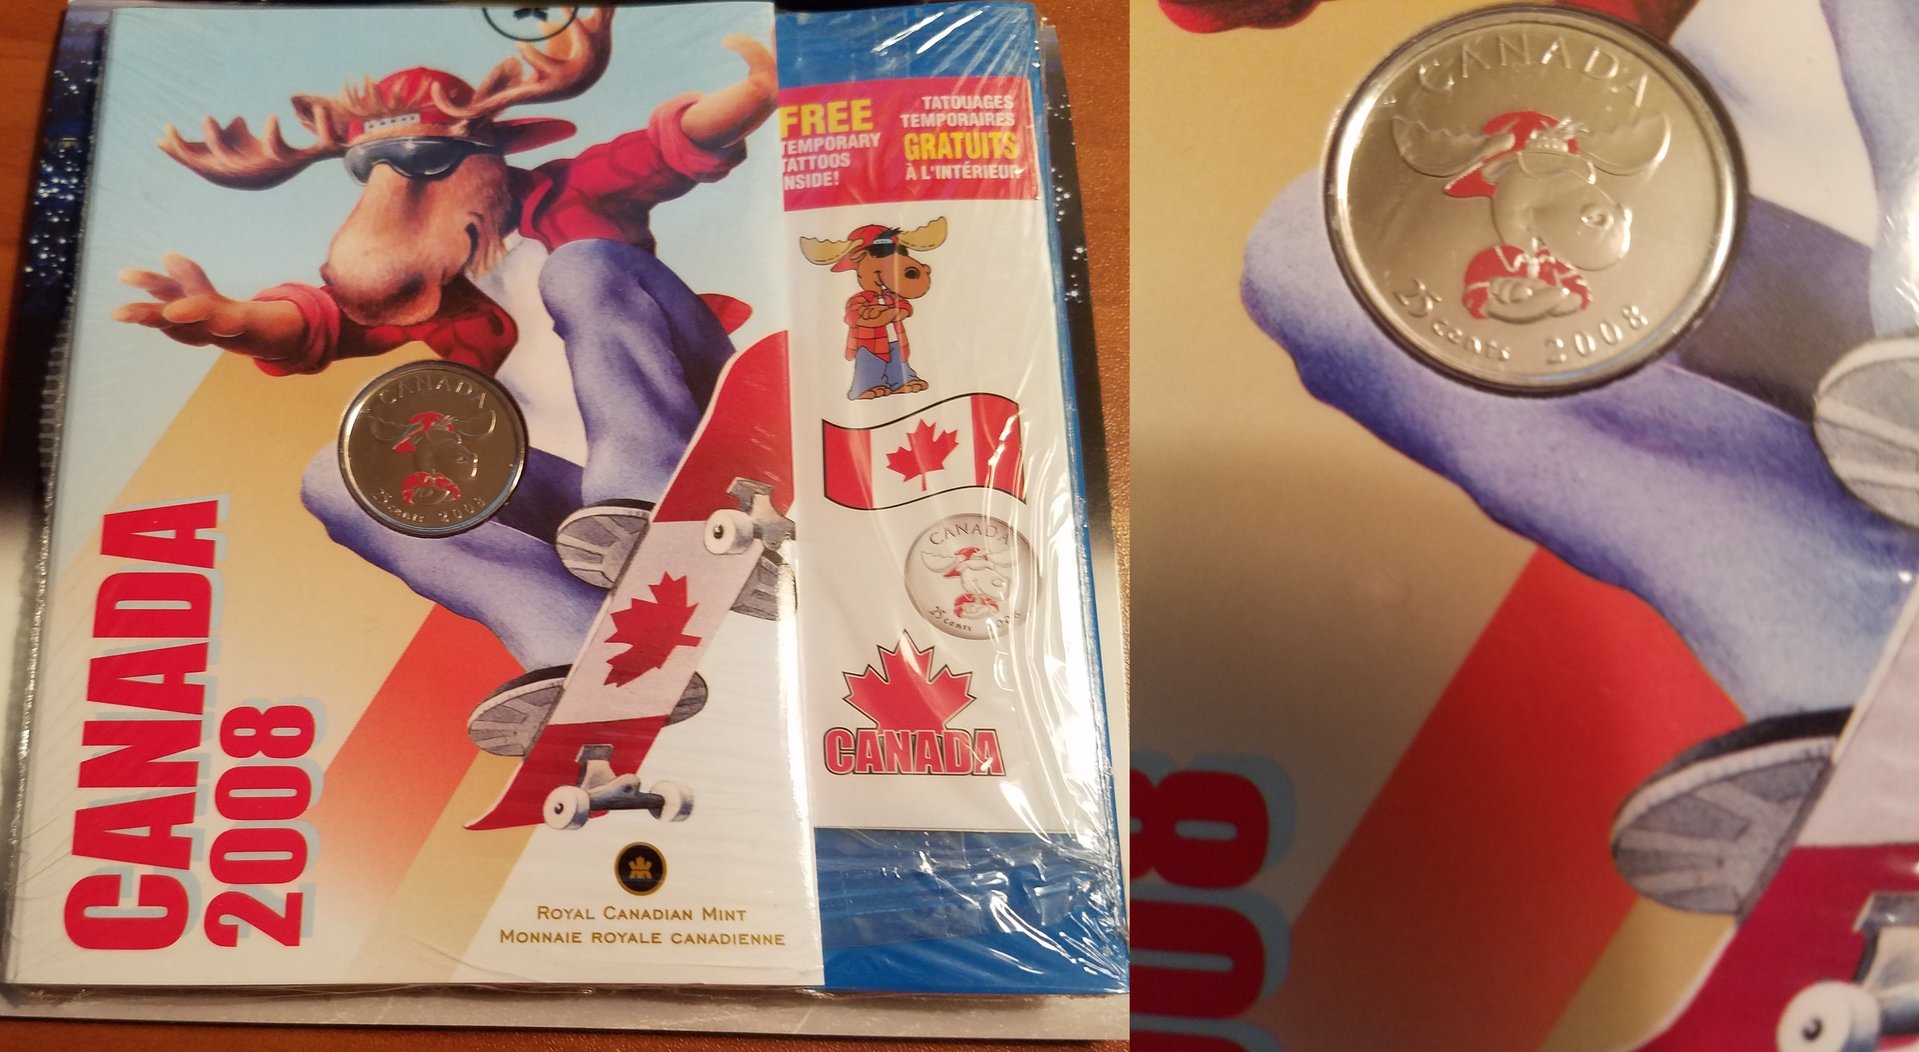 FREE
TEMPORARY
TATTOOS
INSIDE!
TATOUAGES
TEMPORAIRES
GRATUITS
À L'INTÉRIEUR
CANADA
25 cents 2008
CANADA
25 cents 2008
CANADA
CANADA
2008
ROYAL CANADIAN MINT
MONNAIE ROYALE CANADIENNE
CANADA
25 cents 2008
008